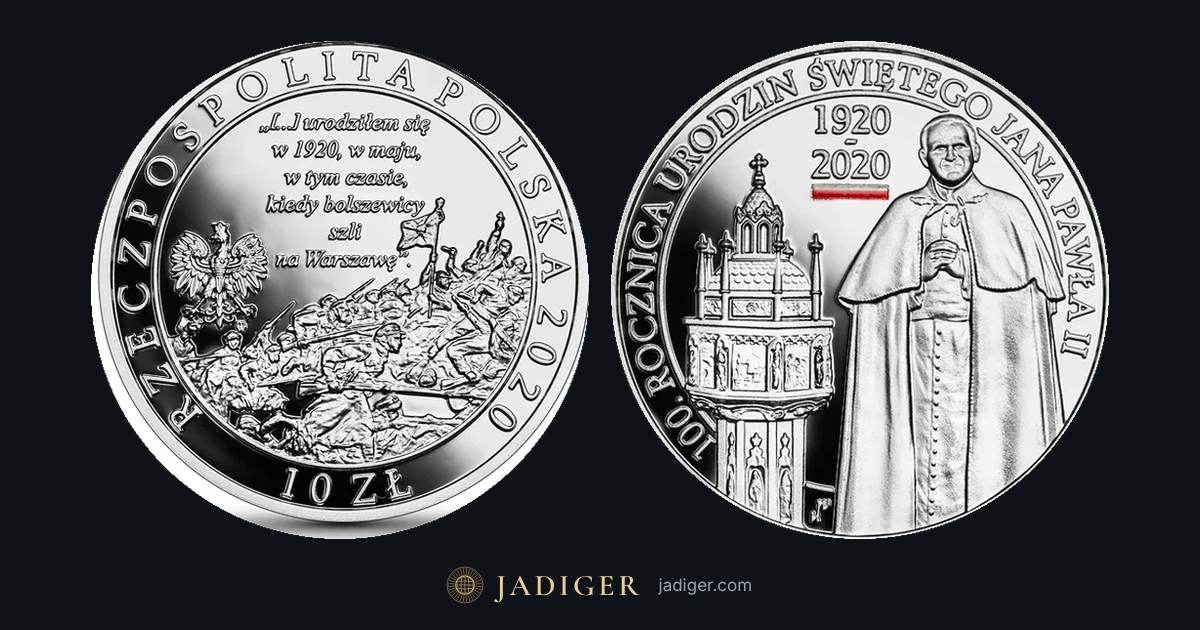 RZECZPOSPOLITA POLSKA 2020
„[...] urodziłem się
w 1920, w maju,
w tym czasie,
kiedy bolszewicy
szli
na Warszawę”.
10 ZŁ
100. ROCZNICA URODZIN ŚWIĘTEGO JANA PAWŁA II
1920
-
2020
JADIGER
jadiger.com